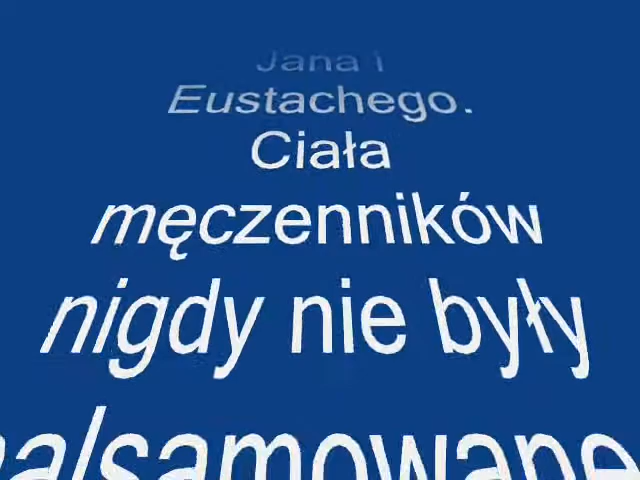 Jana i
Eustachego.
Ciała
męczenników
nigdy nie były